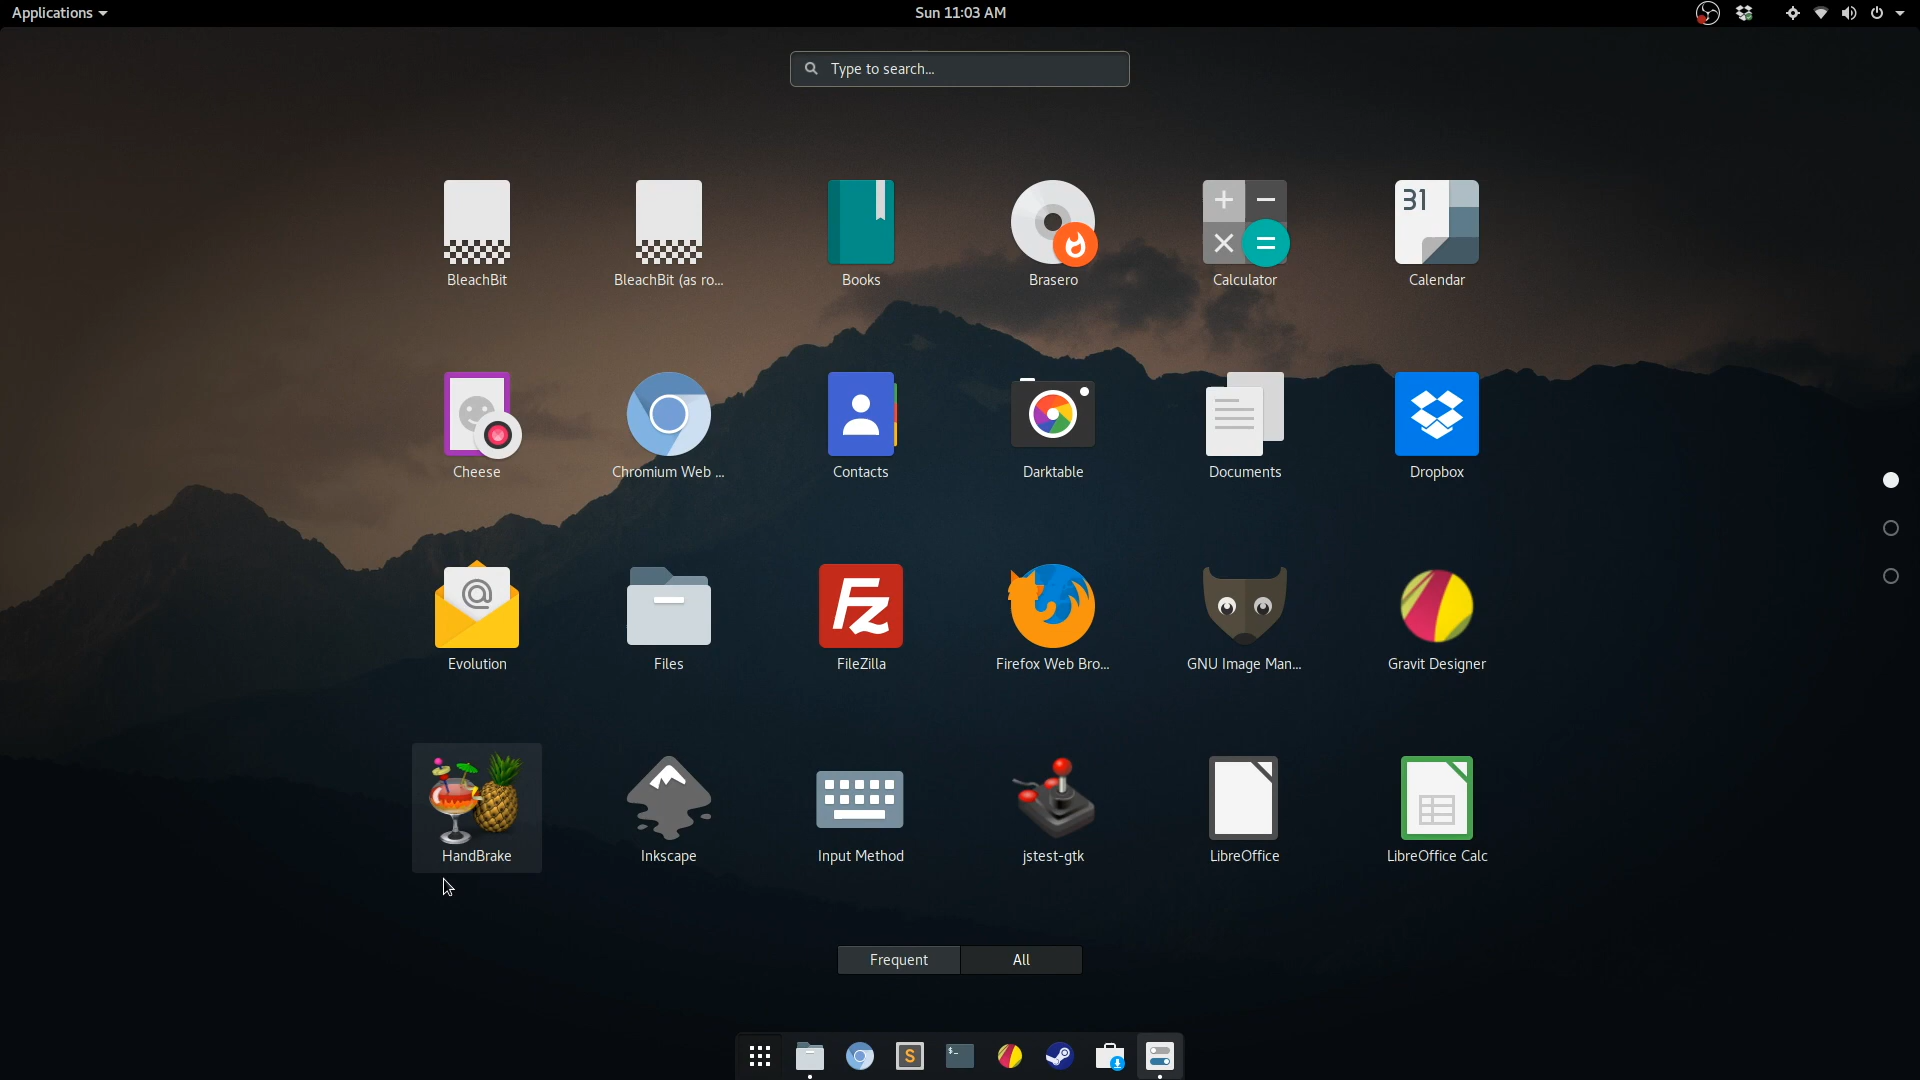 Applications
Sun 11:03 AM
Type to search...
31
BleachBit
BleachBit (as ro...
Books
Brasero
Calculator
Calendar
Cheese
Chromium Web ...
Contacts
Darktable
Documents
Dropbox
@
Fz
Evolution
Files
FileZilla
Firefox Web Bro...
GNU Image Man...
Gravit Designer
HandBrake
Inkscape
Input Method
jstest-gtk
LibreOffice
LibreOffice Calc
Frequent
All
S
$_